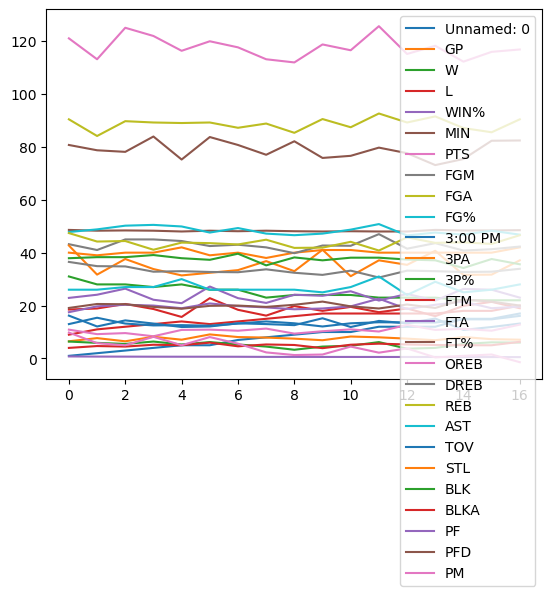 120
100
80
60
40
20
0
0 2 4 6 8 10 12 14 16
Unnamed: 0
GP
W
L
WIN%
MIN
PTS
FGM
FGA
FG%
3:00 PM
3PA
3P%
FTM
FTA
FT%
OREB
DREB
REB
AST
TOV
STL
BLK
BLKA
PF
PFD
PM